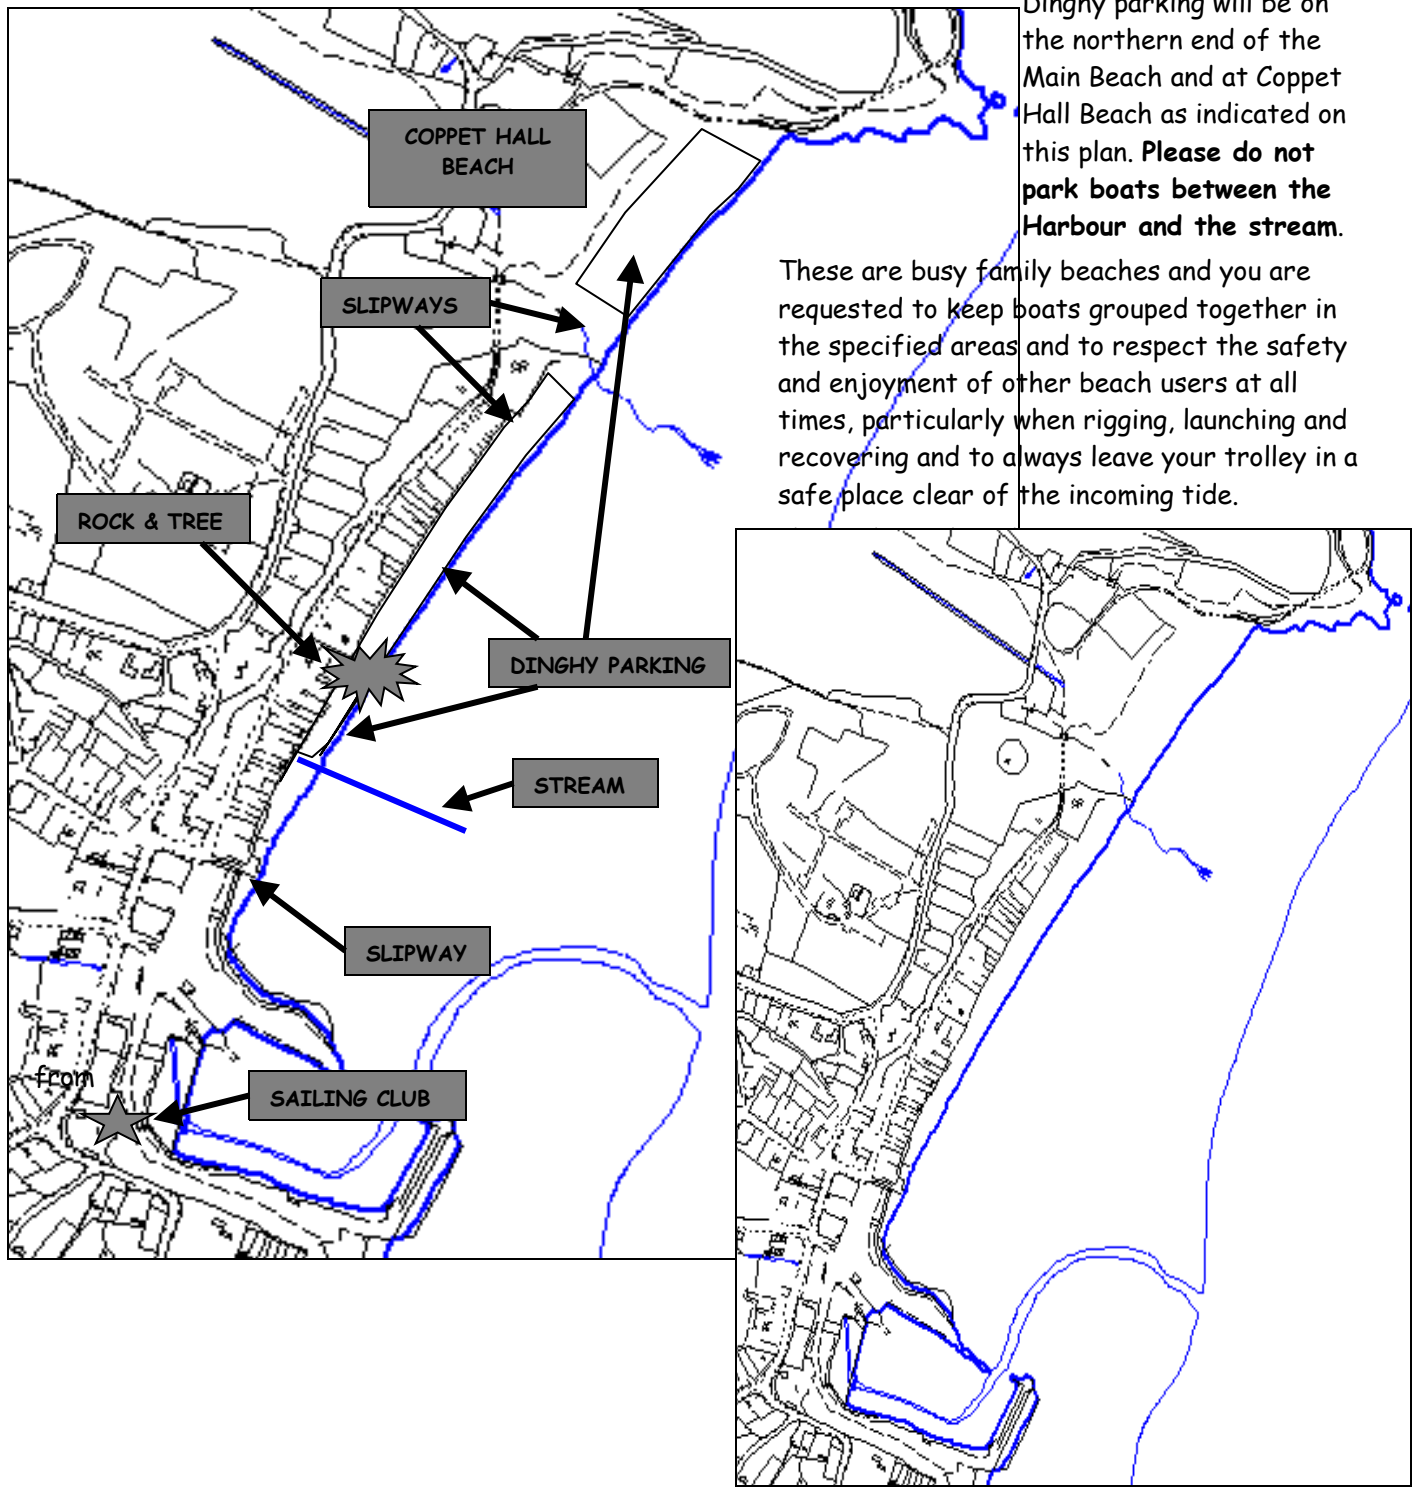 Dinghy parking will be on
the northern end of the
Main Beach and at Coppet
Hall Beach as indicated on
this plan. Please do not
park boats between the
Harbour and the stream.
These are busy family beaches and you are
requested to keep boats grouped together in
the specified areas and to respect the safety
and enjoyment of other beach users at all
times, particularly when rigging, launching and
recovering and to always leave your trolley in a
safe place clear of the incoming tide.
COPPET HALL
BEACH
SLIPWAYS
ROCK & TREE
DINGHY PARKING
STREAM
SLIPWAY
from
SAILING CLUB